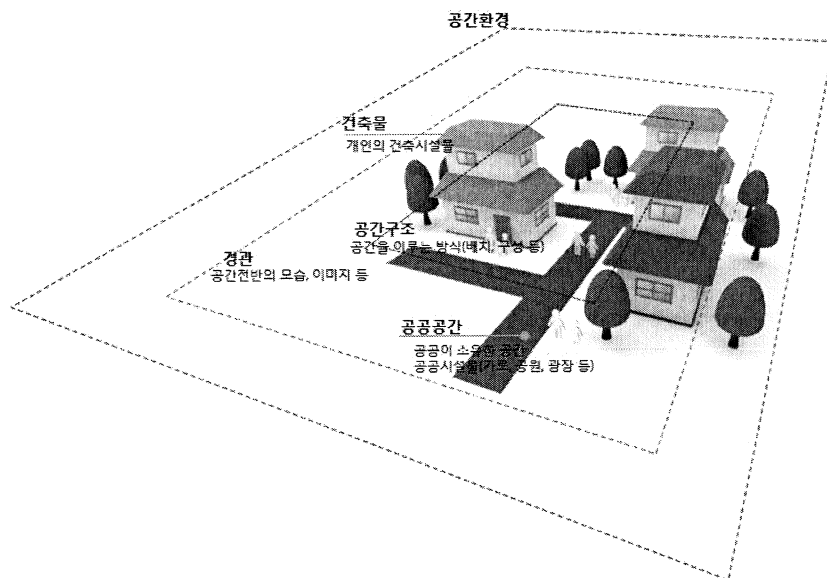 공간환경
건축물
개인의 건축시설물
공간구조
공간을 이루는 방식(배치, 구성 등)
경관
공간전반의 모습, 이미지 등
공공공간
공공이 소유한 공간
공공시설물(가로, 공원, 광장 등)